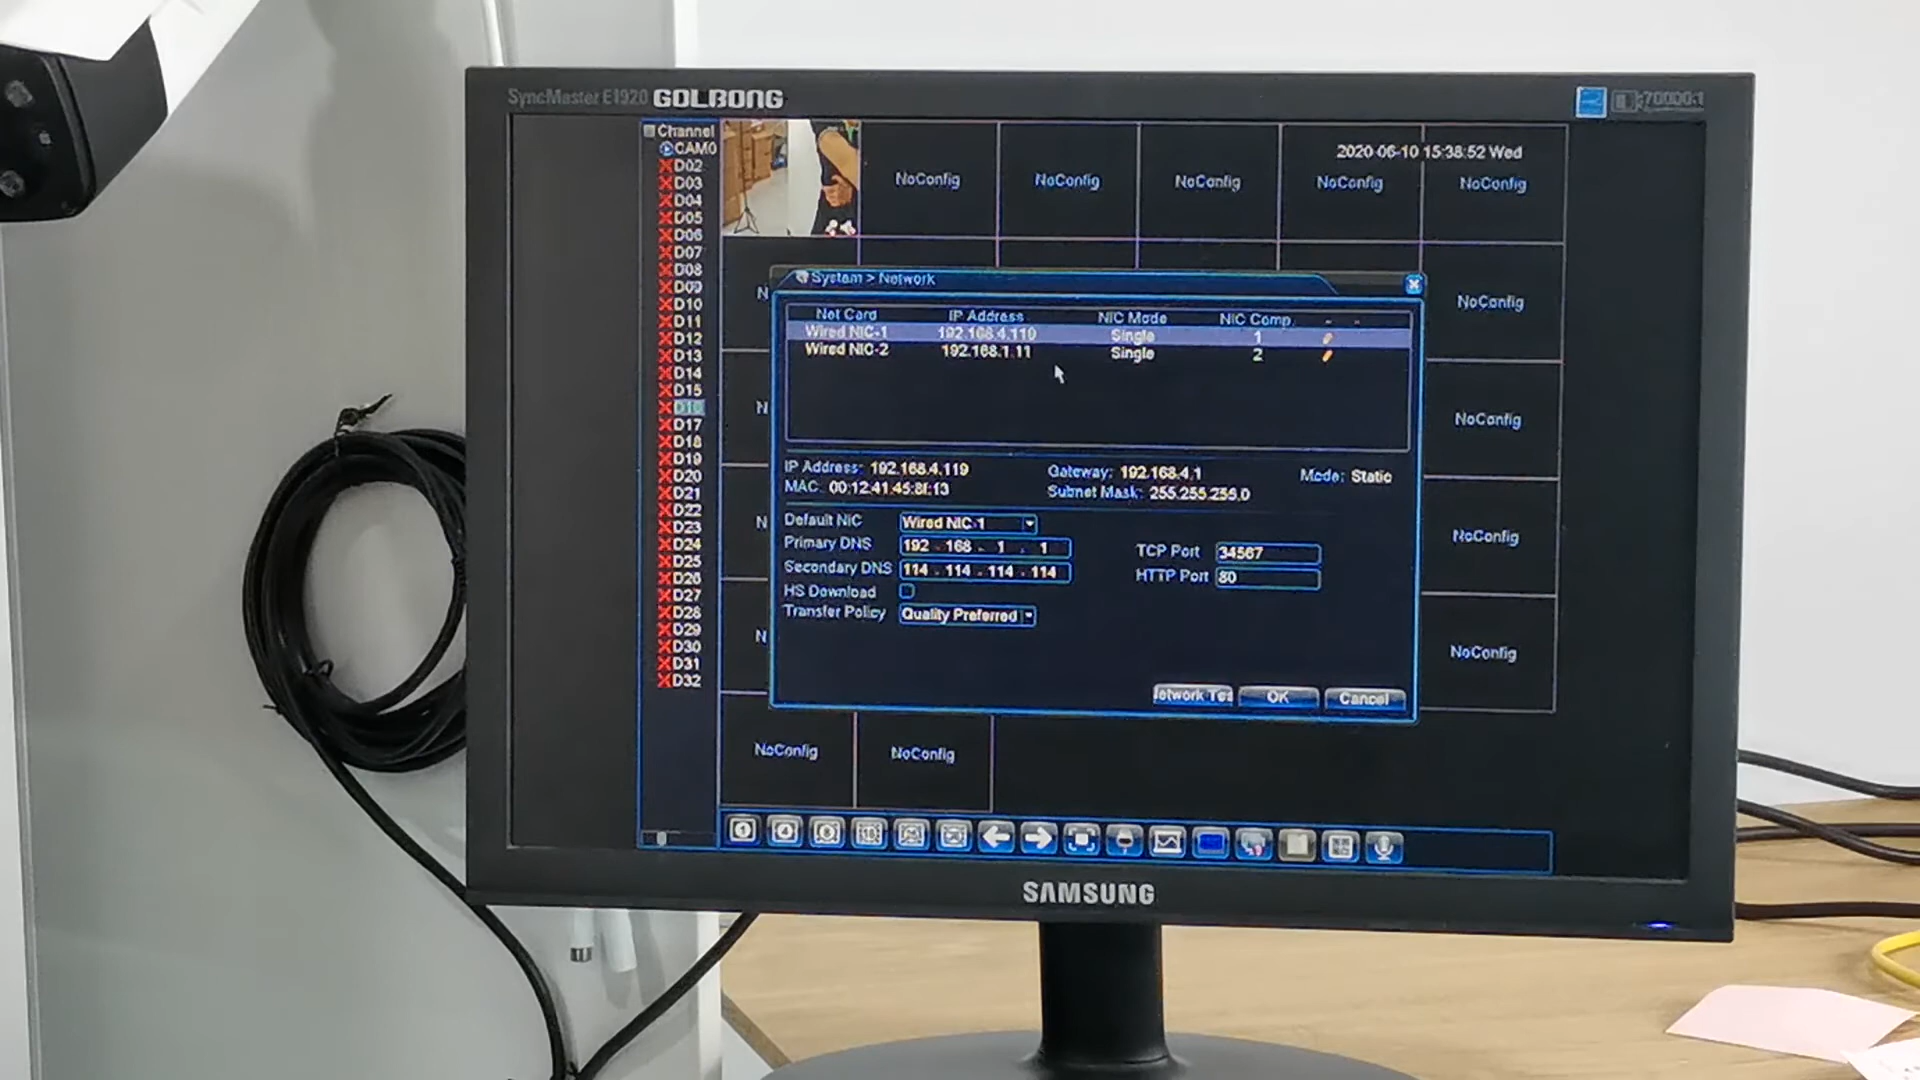 SyncMaster E1920 GOLBONG
70000:1
Channel
CAM0
D02
D03
D04
D05
D06
D07
D08
D09
D10
D11
D12
D13
D14
D15
D16
D17
D18
D19
D20
D21
D22
D23
D24
D25
D26
D27
D28
D29
D30
D31
D32
2020-06-10 15:38:52 Wed
NoConfig NoConfig NoConfig NoConfig NoConfig
NoConfig
NoConfig
NoConfig
NoConfig
System > Network
Net Card IP Address NIC Mode NIC Comp. - -
Wired NIC-1 192.168.4.119 Single 1
Wired NIC-2 192.168.1.11 Single 2
IP Address: 192.168.4.119 Gateway: 192.168.4.1 Mode: Static
MAC: 00:12:41:45:8f:13 Subnet Mask: 255.255.255.0
Default NIC Wired NIC-1
Primary DNS 192 . 168 . 1 . 1 TCP Port 34567
Secondary DNS 114 . 114 . 114 . 114 HTTP Port 80
HS Download
Transfer Policy Quality Preferred
etwork Tes OK Cancel
NoConfig NoConfig
SAMSUNG